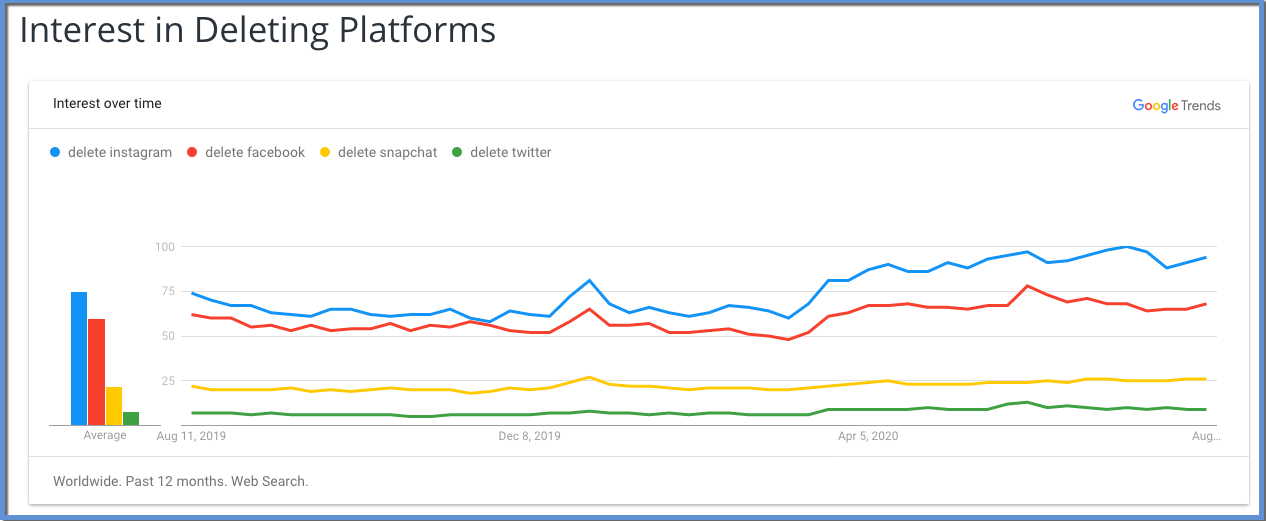 Interest in Deleting Platforms
Interest over time
Google Trends
delete instagram delete facebook delete snapchat delete twitter
100
75
50
25
Average
Aug 11, 2019 Dec 8, 2019 Apr 5, 2020 Aug...
Worldwide. Past 12 months. Web Search.